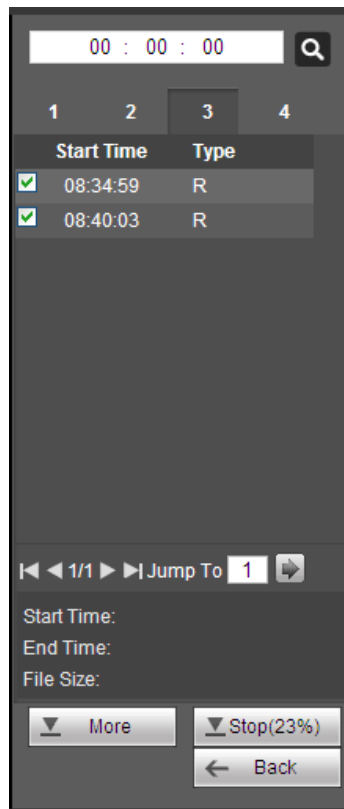 00 : 00 : 00
1 2 3 4
Start Time Type
08:34:59 R
08:40:03 R
1/1 Jump To 1
Start Time:
End Time:
File Size:
More Stop(23%)
Back